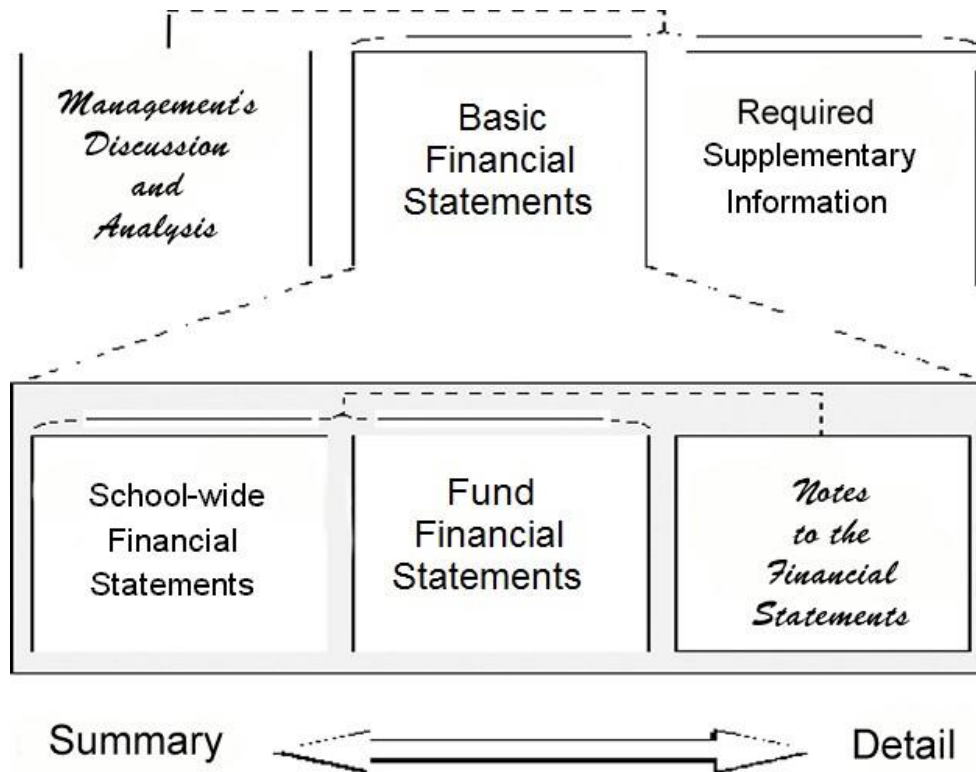 Management's
Discussion
and
Analysis
Basic
Financial
Statements
Required
Supplementary
Information
School-wide
Financial
Statements
Fund
Financial
Statements
Notes
to the
Financial
Statements
Summary
Detail